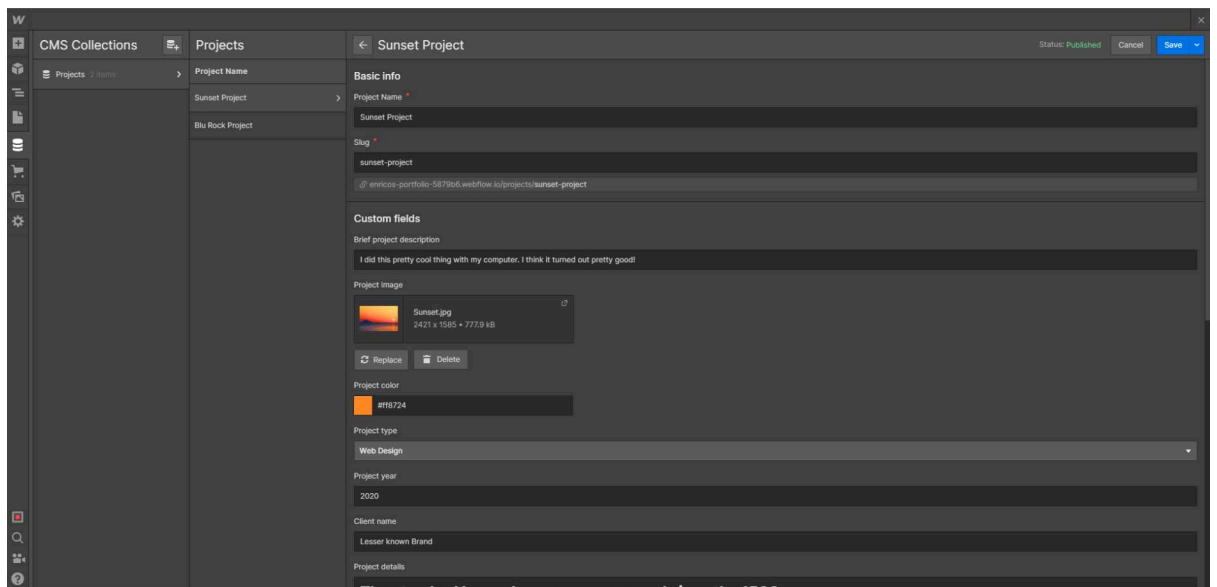 W
CMS Collections
Projects 2 items
Projects
Project Name
Sunset Project
Blu Rock Project
Sunset Project
Status: Published
Cancel
Save
Basic info
Project Name *
Sunset Project
Slug *
sunset-project
enricos-portfolio-5879b6.webflow.io/projects/sunset-project
Custom fields
Brief project description
I did this pretty cool thing with my computer. I think it turned out pretty good!
Project image
Sunset.jpg
2421 x 1585 • 777.9 kB
Replace
Delete
Project color
#ff8724
Project type
Web Design
Project year
2020
Client name
Lesser known Brand
Project details